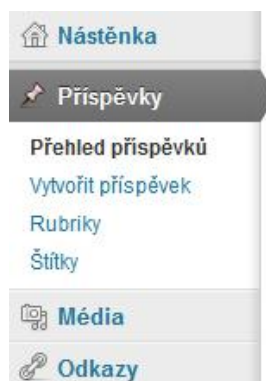 Nástěnka
Příspěvky
Přehled příspěvků
Vytvořit příspěvek
Rubriky
Štítky
Média
Odkazy